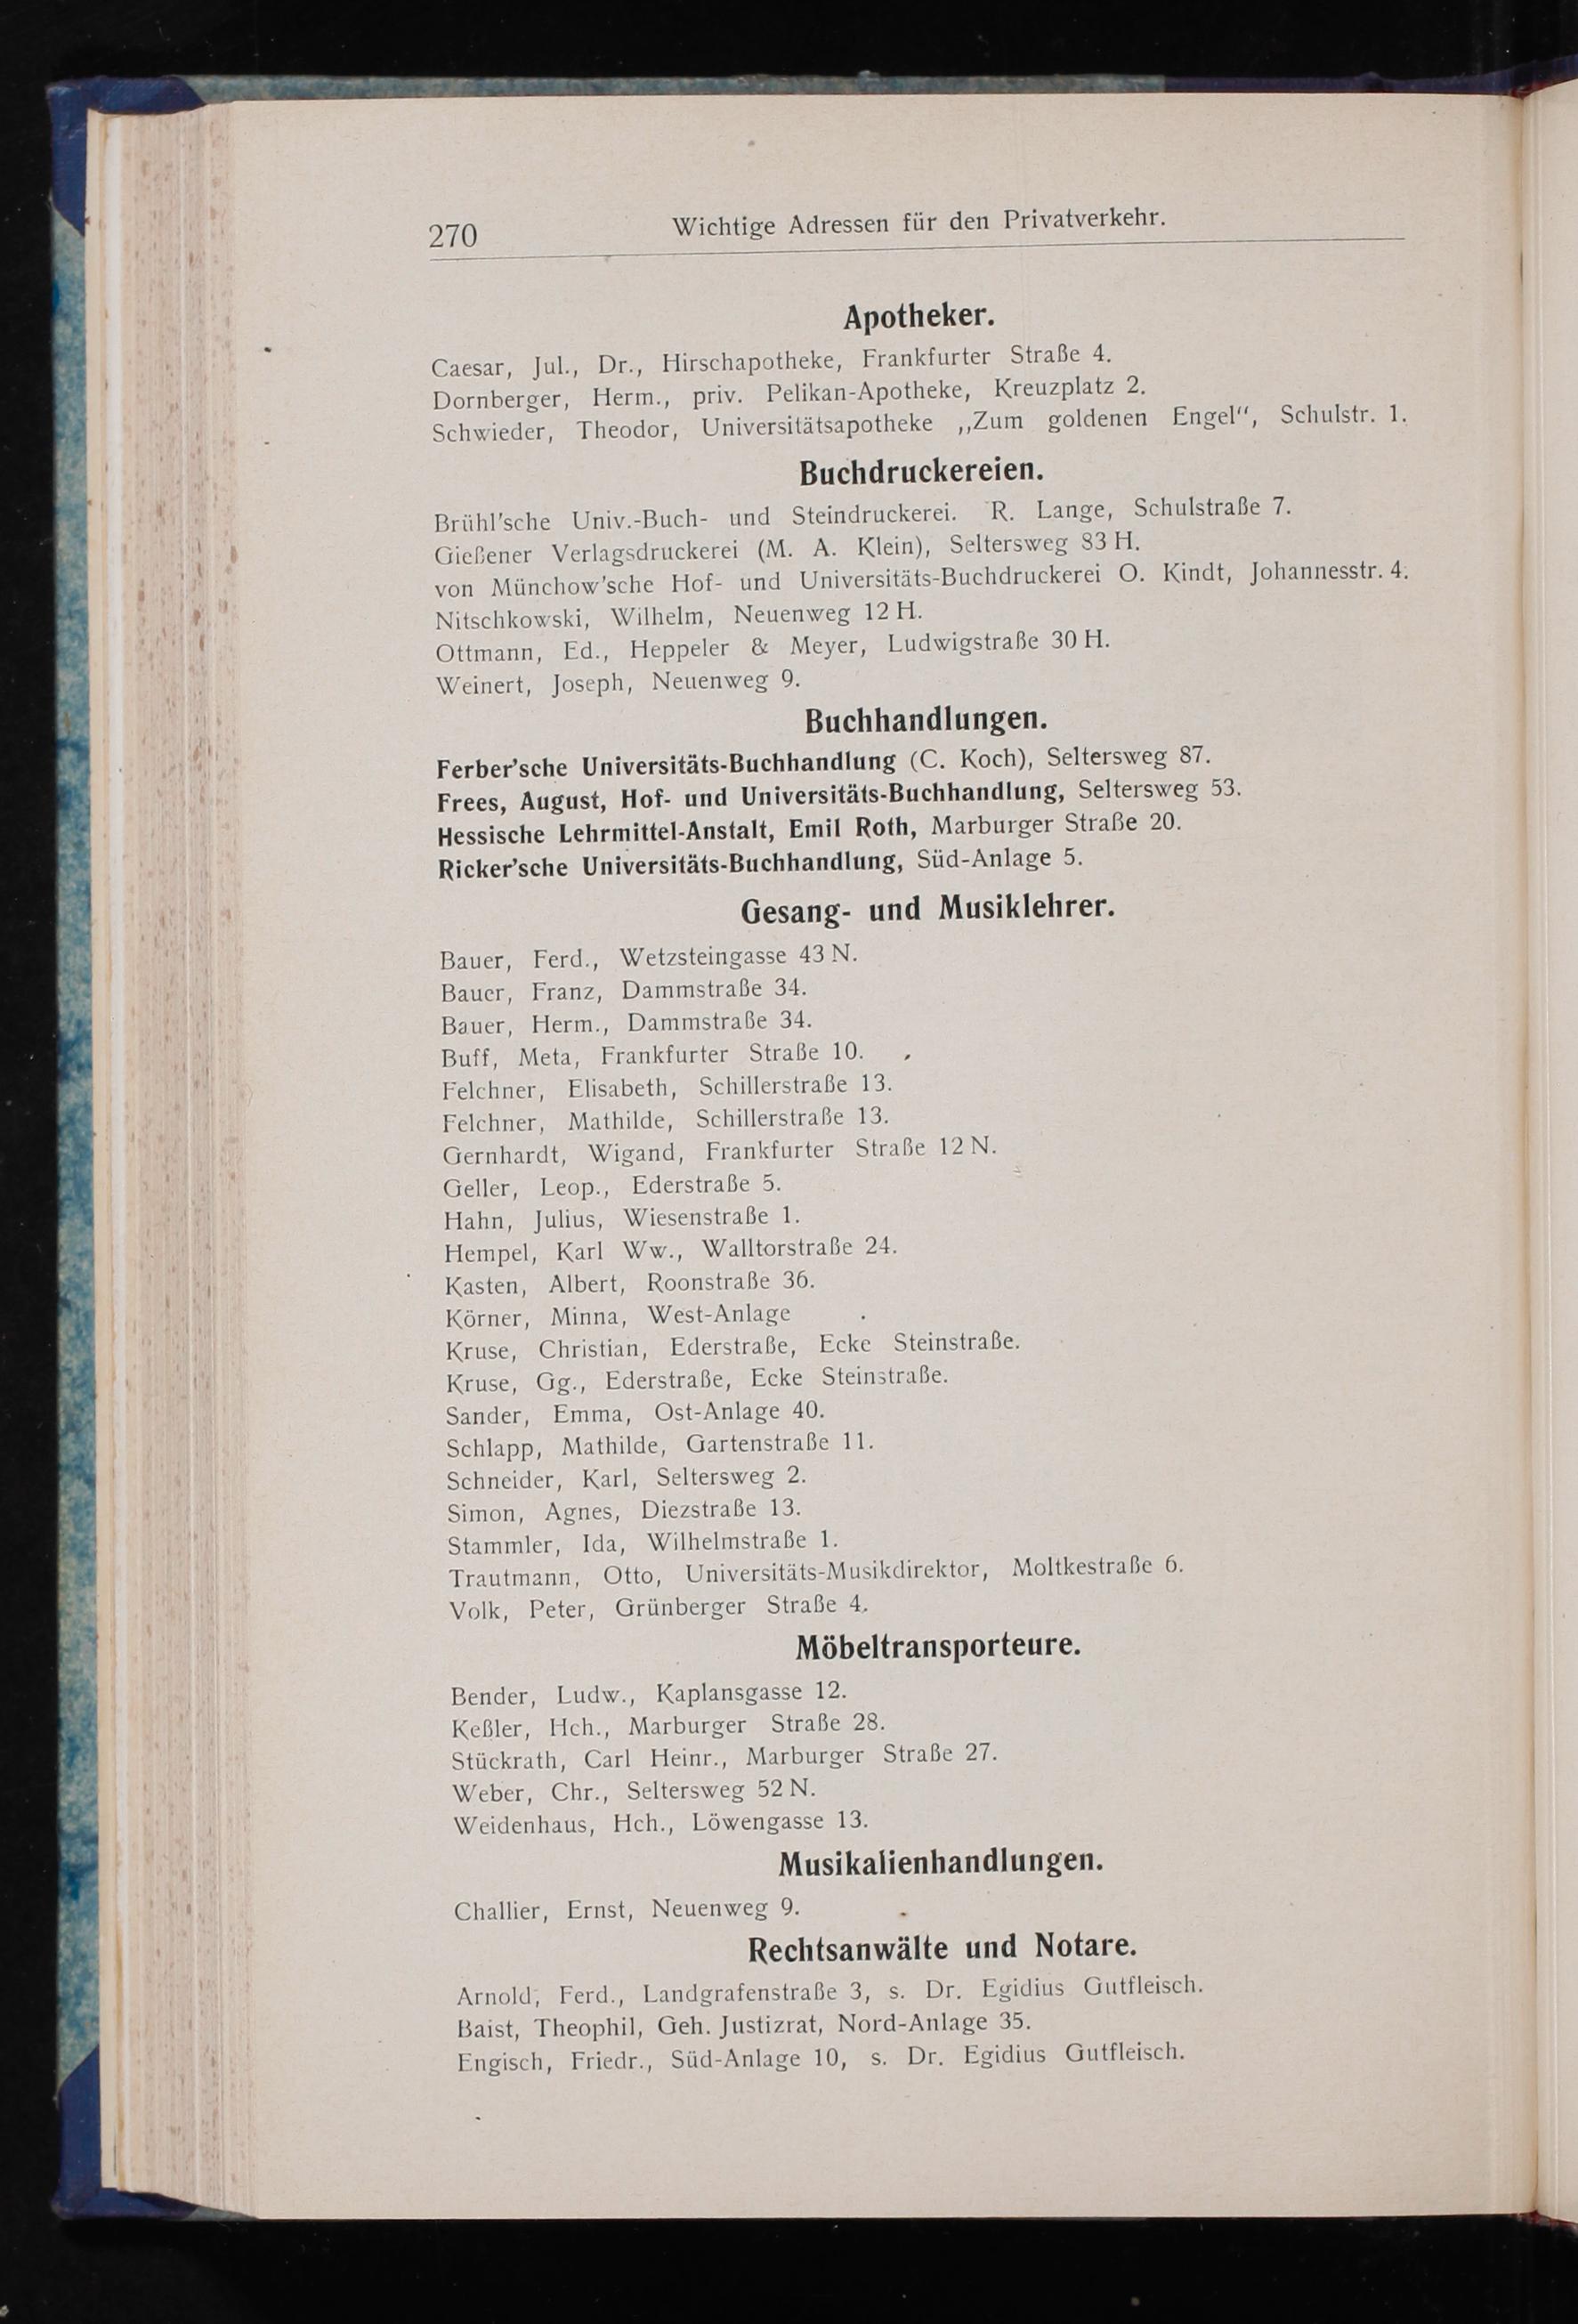 270
Wichtige Adressen für den Privatverkehr.
Apotheker.
Caesar, Jul., Dr., Hirschapotheke, Frankfurter Straße 4.
Dornberger, Herm., priv. Pelikan-Apotheke, Kreuzplatz 2.
Schwieder, Theodor, Universitätsapotheke „Zum goldenen Engel“, Schulstr. 1.
Buchdruckereien.
Brühl'sche Univ.-Buch- und Steindruckerei. R. Lange, Schulstraße 7.
Gießener Verlagsdruckerei (M. A. Klein), Seltersweg 83 H.
von Münchow'sche Hof- und Universitäts-Buchdruckerei O. Kindt, Johannesstr. 4.
Nitschkowski, Wilhelm, Neuenweg 12 H.
Ottmann, Ed., Heppeler & Meyer, Ludwigstraße 30 H.
Weinert, Joseph, Neuenweg 9.
Buchhandlungen.
Ferber'sche Universitäts-Buchhandlung (C. Koch), Seltersweg 87.
Frees, August, Hof- und Universitäts-Buchhandlung, Seltersweg 53.
Hessische Lehrmittel-Anstalt, Emil Roth, Marburger Straße 20.
Ricker'sche Universitäts-Buchhandlung, Süd-Anlage 5.
Gesang- und Musiklehrer.
Bauer, Ferd., Wetzsteingasse 43 N.
Bauer, Franz, Dammstraße 34.
Bauer, Herm., Dammstraße 34.
Buff, Meta, Frankfurter Straße 10.
Felchner, Elisabeth, Schillerstraße 13.
Felchner, Mathilde, Schillerstraße 13.
Gernhardt, Wigand, Frankfurter Straße 12 N.
Geller, Leop., Ederstraße 5.
Hahn, Julius, Wiesenstraße 1.
Hempel, Karl Ww., Walltorstraße 24.
Kasten, Albert, Roonstraße 36.
Körner, Minna, West-Anlage
Kruse, Christian, Ederstraße, Ecke Steinstraße.
Kruse, Gg., Ederstraße, Ecke Steinstraße.
Sander, Emma, Ost-Anlage 40.
Schlapp, Mathilde, Gartenstraße 11.
Schneider, Karl, Seltersweg 2.
Simon, Agnes, Diezstraße 13.
Stammler, Ida, Wilhelmstraße 1.
Trautmann, Otto, Universitäts-Musikdirektor, Moltkestraße 6.
Volk, Peter, Grünberger Straße 4.
Möbeltransporteure.
Bender, Ludw., Kaplansgasse 12.
Keßler, Hch., Marburger Straße 28.
Stückrath, Carl Heinr., Marburger Straße 27.
Weber, Chr., Seltersweg 52 N.
Weidenhaus, Hch., Löwengasse 13.
Musikalienhandlungen.
Challier, Ernst, Neuenweg 9.
Rechtsanwälte und Notare.
Arnold, Ferd., Landgrafenstraße 3, s. Dr. Egidius Gutfleisch.
Baist, Theophil, Geh. Justizrat, Nord-Anlage 35.
Engisch, Friedr., Süd-Anlage 10, s. Dr. Egidius Gutfleisch.